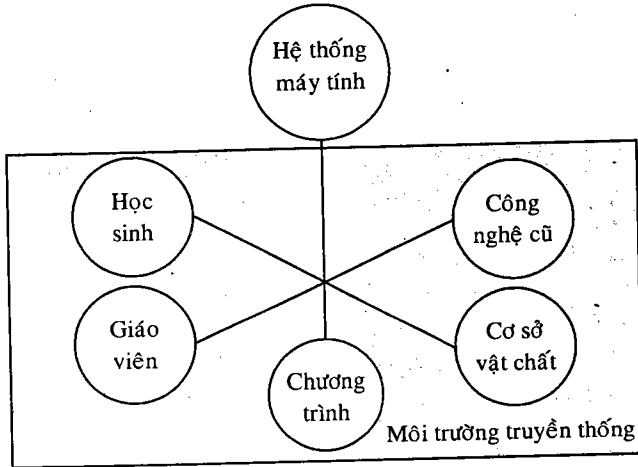 Hệ thống
máy tính
Học
sinh
Công
nghệ cũ
Giáo
viên
Cơ sở
vật chất
Chương
trình
Môi trường truyền thống